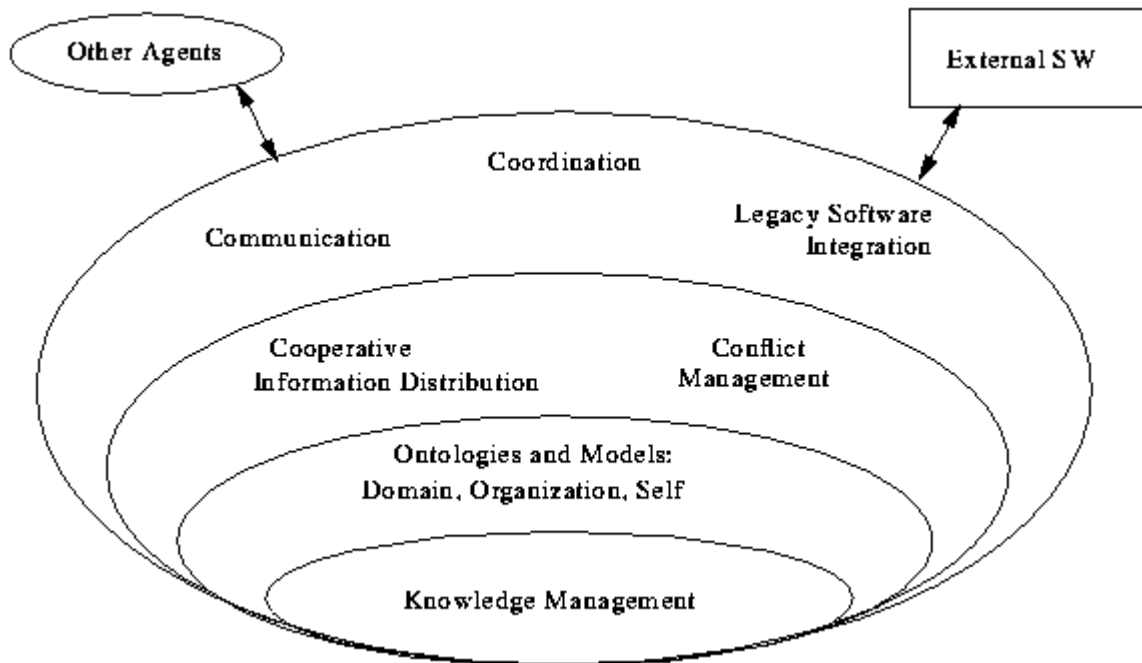 Other Agents
External SW
Coordination
Communication
Legacy Software
Integration
Cooperative
Information Distribution
Conflict
Management
Ontologies and Models:
Domain, Organization, Self
Knowledge Management